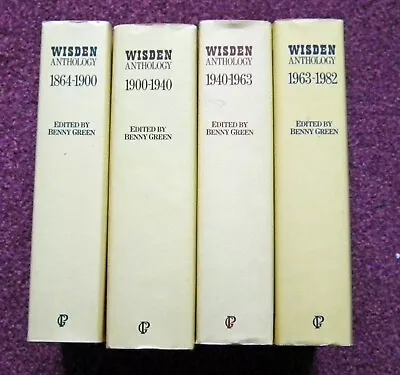 WISDEN
ANTHOLOGY
1864-1900
EDITED BY
BENNY GREEN
WISDEN
ANTHOLOGY
1900-1940
EDITED BY
BENNY GREEN
WISDEN
ANTHOLOGY
1940-1963
EDITED BY
BENNY GREEN
WISDEN
ANTHOLOGY
1963-1982
EDITED BY
BENNY GREEN